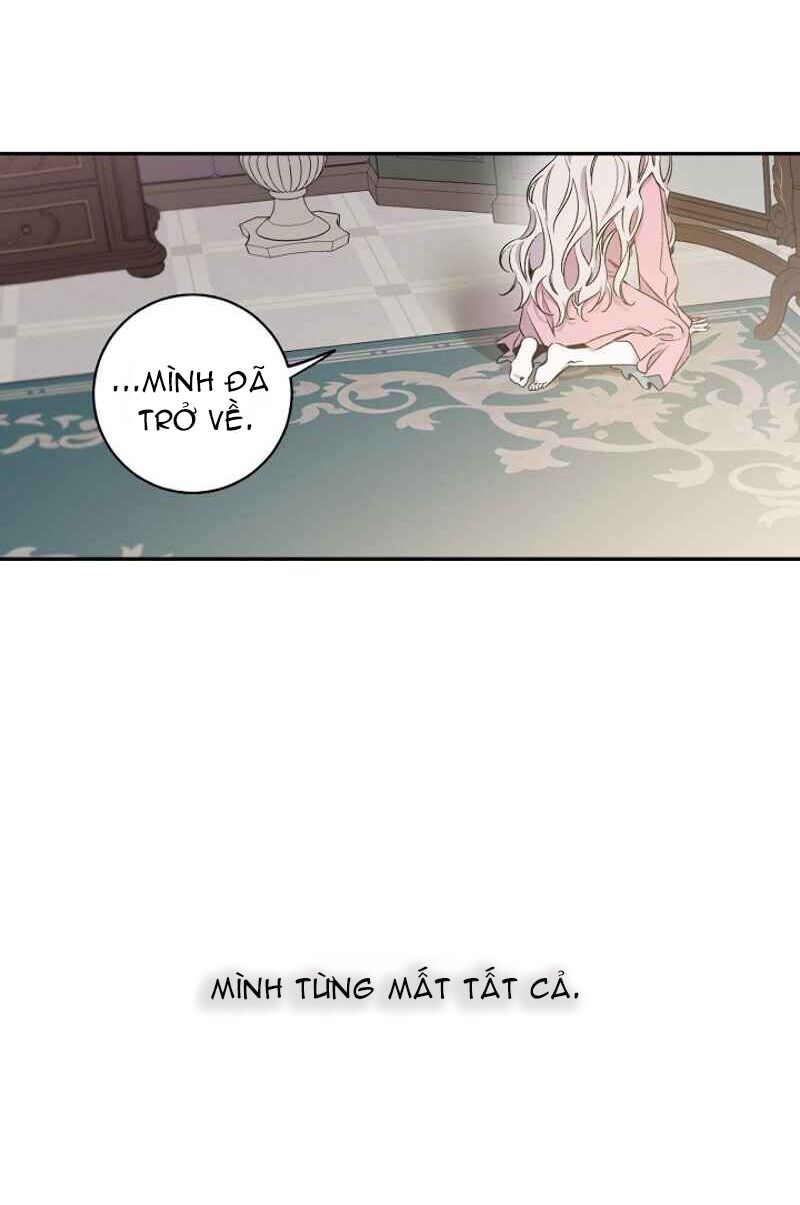 ...MÌNH ĐÃ
TRỞ VỀ.
MÌNH TỪNG MẤT TẤT CẢ.